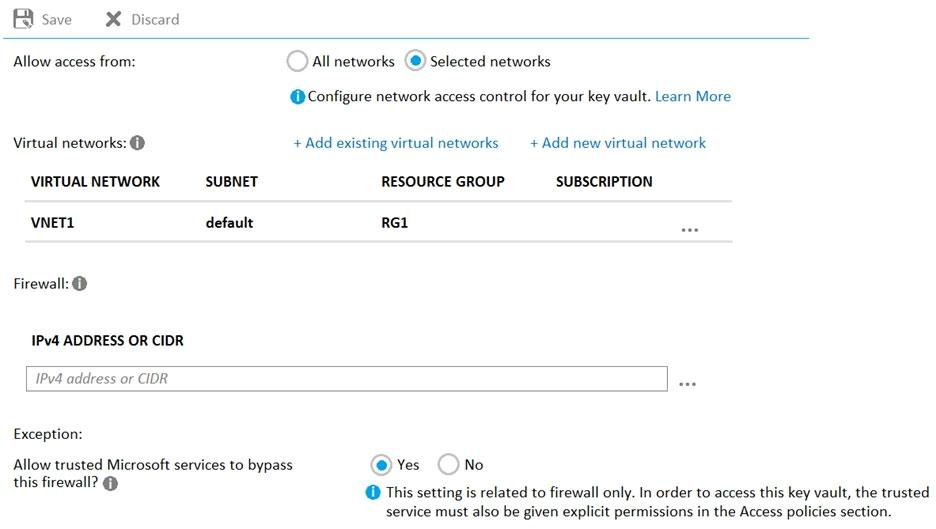 Save Discard
Allow access from: All networks Selected networks
Configure network access control for your key vault. Learn More
Virtual networks: + Add existing virtual networks + Add new virtual network
VIRTUAL NETWORK SUBNET RESOURCE GROUP SUBSCRIPTION
VNET1 default RG1 ...
Firewall:
IPv4 ADDRESS OR CIDR
IPv4 address or CIDR ...
Exception:
Allow trusted Microsoft services to bypass Yes No
this firewall?
This setting is related to firewall only. In order to access this key vault, the trusted
service must also be given explicit permissions in the Access policies section.